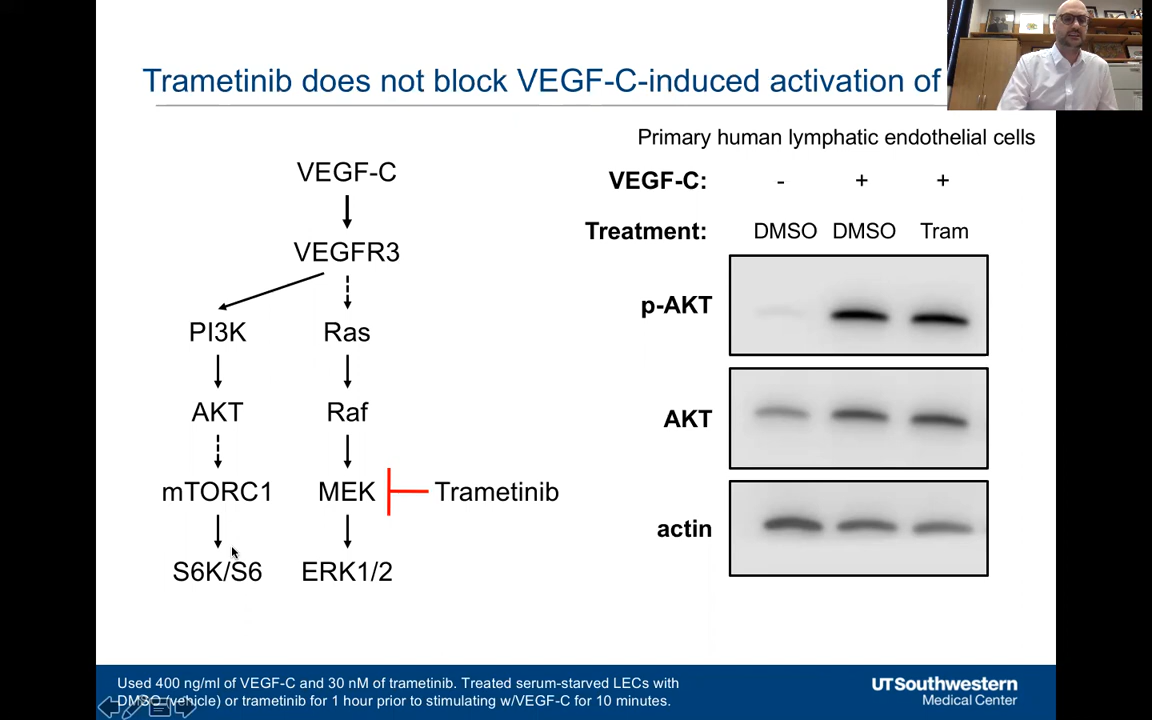 Trametinib does not block VEGF-C-induced activation of
Primary human lymphatic endothelial cells
VEGF-C: - + +
Treatment: DMSO DMSO Tram
p-AKT
AKT
actin
VEGF-C
VEGFR3
PI3K Ras
AKT Raf
mTORC1 MEK Trametinib
S6K/S6 ERK1/2
Used 400 ng/ml of VEGF-C and 30 nM of trametinib. Treated serum-starved LECs with
DMSO (vehicle) or trametinib for 1 hour prior to stimulating w/VEGF-C for 10 minutes.
UTSouthwestern
Medical Center